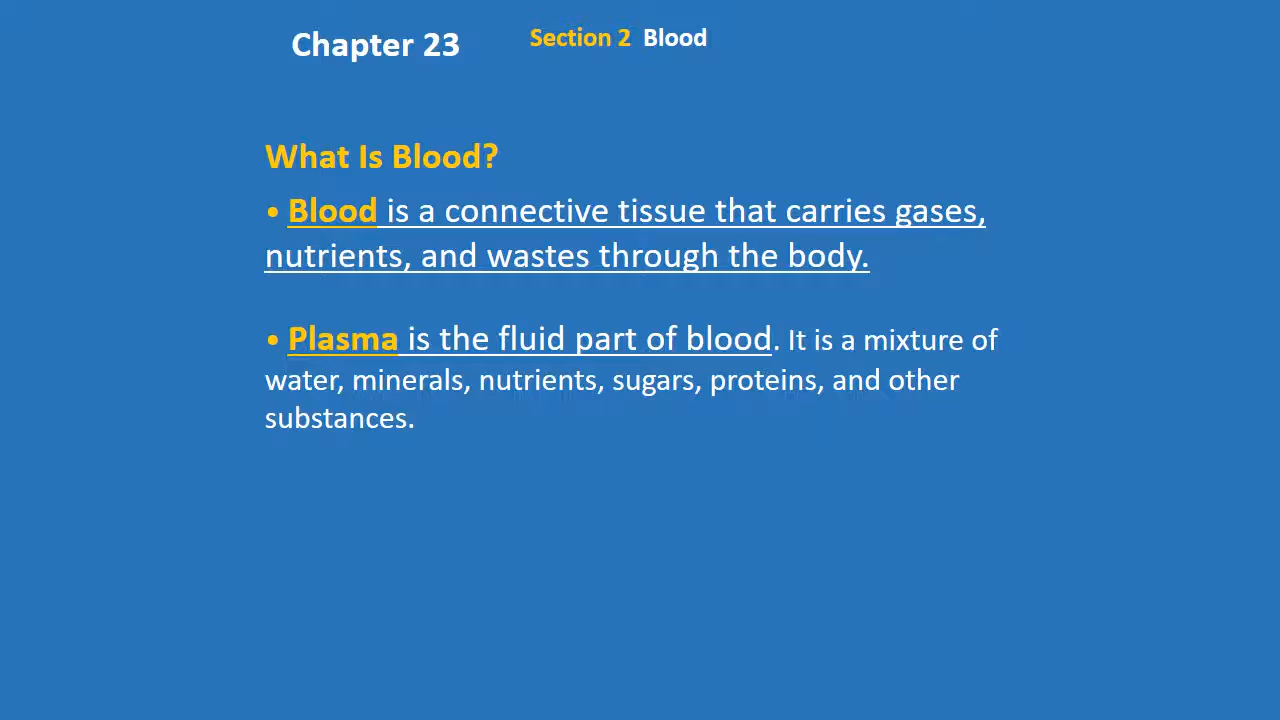 Chapter 23
Section 2 Blood
What Is Blood?
• Blood is a connective tissue that carries gases,
nutrients, and wastes through the body.
• Plasma is the fluid part of blood. It is a mixture of
water, minerals, nutrients, sugars, proteins, and other
substances.